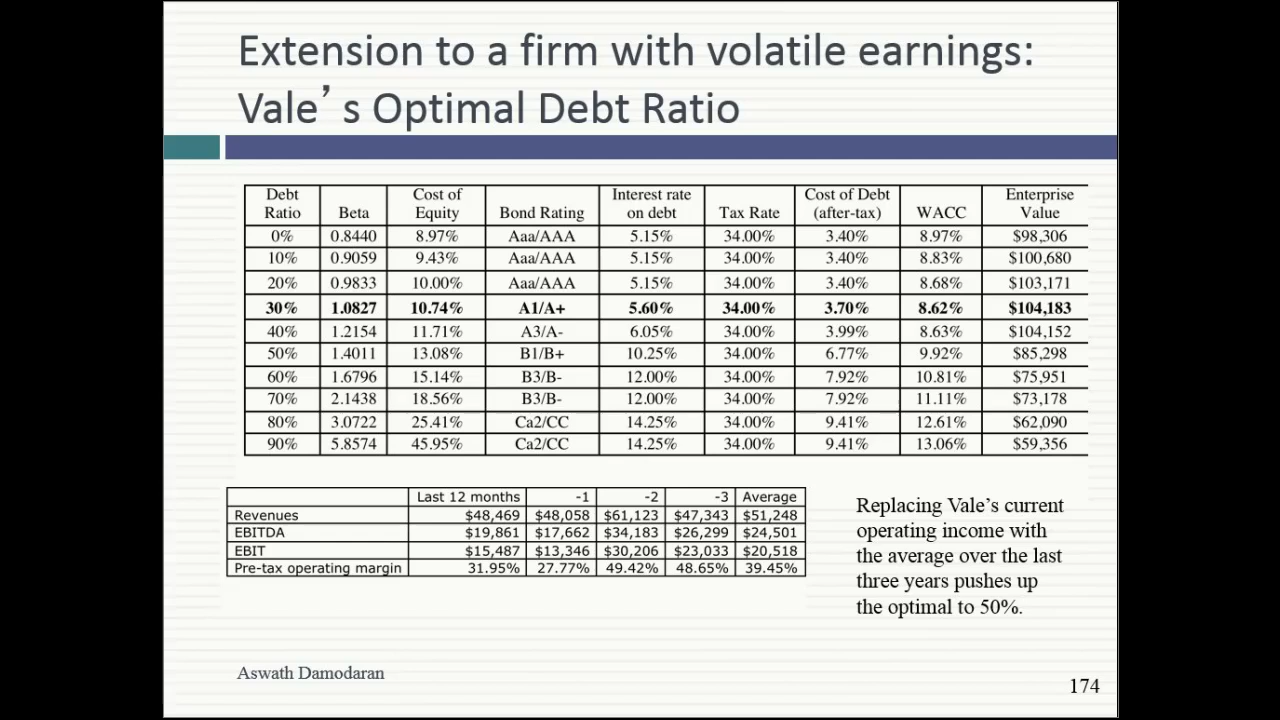 Extension to a firm with volatile earnings:
Vale’s Optimal Debt Ratio
Debt Ratio Beta Cost of Equity Bond Rating Interest rate on debt Tax Rate Cost of Debt (after-tax) WACC Enterprise Value
0% 0.8440 8.97% Aaa/AAA 5.15% 34.00% 3.40% 8.97% $98,306
10% 0.9059 9.43% Aaa/AAA 5.15% 34.00% 3.40% 8.83% $100,680
20% 0.9833 10.00% Aaa/AAA 5.15% 34.00% 3.40% 8.68% $103,171
30% 1.0827 10.74% A1/A+ 5.60% 34.00% 3.70% 8.62% $104,183
40% 1.2154 11.71% A3/A- 6.05% 34.00% 3.99% 8.63% $104,152
50% 1.4011 13.08% B1/B+ 10.25% 34.00% 6.77% 9.92% $85,298
60% 1.6796 15.14% B3/B- 12.00% 34.00% 7.92% 10.81% $75,951
70% 2.1438 18.56% B3/B- 12.00% 34.00% 7.92% 11.11% $73,178
80% 3.0722 25.41% Ca2/CC 14.25% 34.00% 9.41% 12.61% $62,090
90% 5.8574 45.95% Ca2/CC 14.25% 34.00% 9.41% 13.06% $59,356
Last 12 months -1 -2 -3 Average
Revenues $48,469 $48,058 $61,123 $47,343 $51,248
EBITDA $19,861 $17,662 $34,183 $26,299 $24,501
EBIT $15,487 $13,346 $30,206 $23,033 $20,518
Pre-tax operating margin 31.95% 27.77% 49.42% 48.65% 39.45%
Replacing Vale’s current
operating income with
the average over the last
three years pushes up
the optimal to 50%.
Aswath Damodaran
174